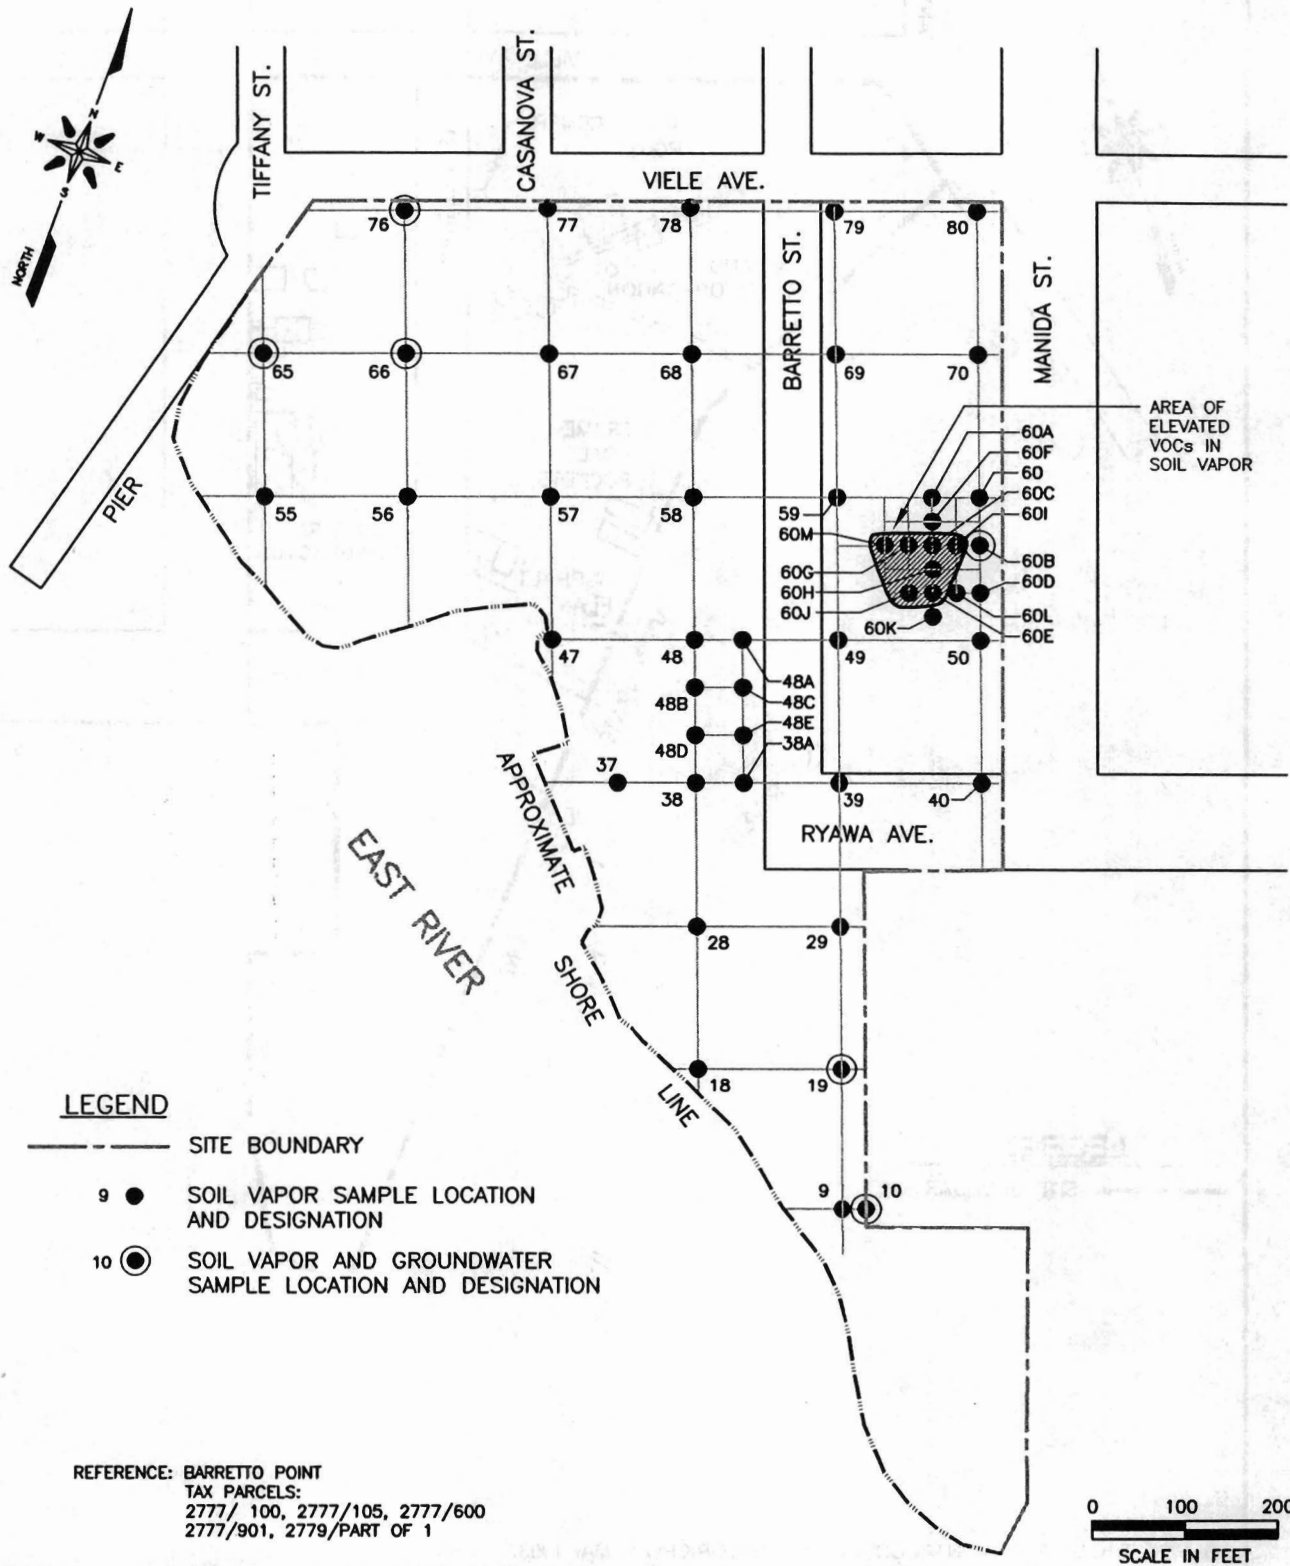 TIFFANY ST.
CASANOVA ST.
VIELE AVE.
N
W
E
S
NORTH
76
77
78
79
80
BARRETTO ST.
MANIDA ST.
65
66
67
68
69
70
AREA OF
ELEVATED
VOCs IN
SOIL VAPOR
PIER
55
56
57
58
59
60A
60F
60
60C
60I
60M
60G
60H
60J
60K
60B
60D
60L
60E
47
48
49
50
48A
48B
48C
48D
48E
38A
37
38
39
40
RYAWA AVE.
APPROXIMATE
SHORE
LINE
EAST RIVER
28
29
18
19
9
10
LEGEND
SITE BOUNDARY
9 SOIL VAPOR SAMPLE LOCATION
AND DESIGNATION
10 SOIL VAPOR AND GROUNDWATER
SAMPLE LOCATION AND DESIGNATION
REFERENCE: BARRETTO POINT
TAX PARCELS:
2777/ 100, 2777/105, 2777/600
2777/901, 2779/PART OF 1
0 100 200
SCALE IN FEET